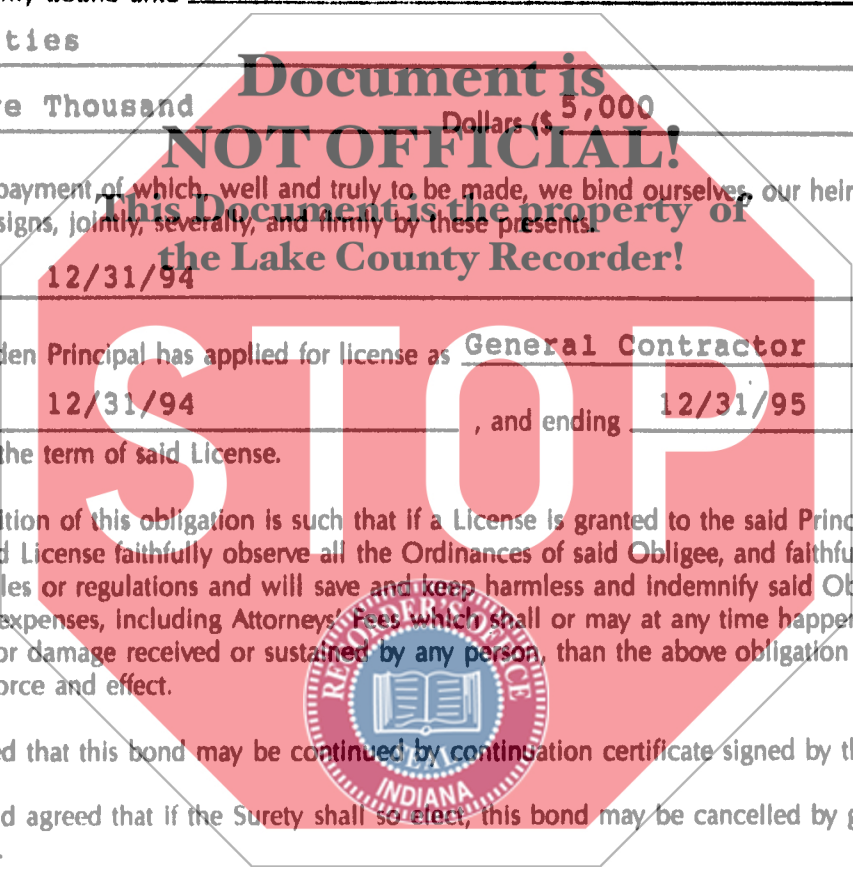 ties
Document is
e Thousand Dollars ($ 5,000
NOT OFFICIAL!
payment of which, well and truly to be made, we bind ourselves, our heir
This Document is the property of
signs, jointly, severally, and firmly by these presents.
the Lake County Recorder!
12/31/94
den Principal has applied for license as General Contractor
12/31/94 , and ending 12/31/95
the term of said License.
STOP
ition of this obligation is such that if a License is granted to the said Princ
d License faithfully observe all the Ordinances of said Obligee, and faithfu
les or regulations and will save and keep harmless and indemnify said Ob
expenses, including Attorneys' Fees which shall or may at any time happen
or damage received or sustained by any person, than the above obligation
orce and effect.
RECORDER'S OFFICE
SEAL
INDIANA
ed that this bond may be continued by continuation certificate signed by th
d agreed that if the Surety shall so elect, this bond may be cancelled by g